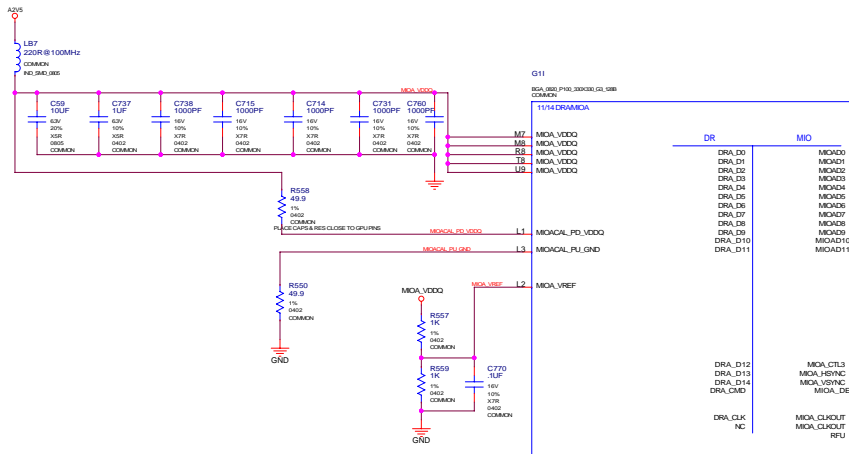 A2V5
LB7
220R@100MHz
COMMON
IND_SMD_0805
MIOA_VDDQ
C59
10UF
6.3V
20%
X5R
0805
COMMON
C737
1UF
6.3V
10%
X5R
0402
COMMON
C738
1000PF
16V
10%
X7R
0402
COMMON
C715
1000PF
16V
10%
X7R
0402
COMMON
C714
1000PF
16V
10%
X7R
0402
COMMON
C731
1000PF
16V
10%
X7R
0402
COMMON
C760
1000PF
16V
10%
X7R
0402
COMMON
G1I
BGA_0820_P100_330X330_G3_128B
COMMON
11/14 DRA/MIOA
M7 MIOA_VDDQ
M8 MIOA_VDDQ
R8 MIOA_VDDQ
T8 MIOA_VDDQ
U9 MIOA_VDDQ
R558
49.9
1%
0402
COMMON
PLACE CAPS & RES CLOSE TO GPU PINS
MIOACAL_PD_VDDQ
L1 MIOACAL_PD_VDDQ
MIOACAL_PU_GND
L3 MIOACAL_PU_GND
R550
49.9
1%
0402
COMMON
GND
MIOA_VREF
L2 MIOA_VREF
MIOA_VDDQ
R557
1K
1%
0402
COMMON
R559
1K
1%
0402
COMMON
C770
.1UF
16V
10%
X7R
0402
COMMON
GND
DR MIO
DRA_D0 MIOAD0
DRA_D1 MIOAD1
DRA_D2 MIOAD2
DRA_D3 MIOAD3
DRA_D4 MIOAD4
DRA_D5 MIOAD5
DRA_D6 MIOAD6
DRA_D7 MIOAD7
DRA_D8 MIOAD8
DRA_D9 MIOAD9
DRA_D10 MIOAD10
DRA_D11 MIOAD11
DRA_D12 MIOA_CTL3
DRA_D13 MIOA_HSYNC
DRA_D14 MIOA_VSYNC
DRA_CMD MIOA_DE
DRA_CLK MIOA_CLKOUT
NC MIOA_CLKOUT
RFU